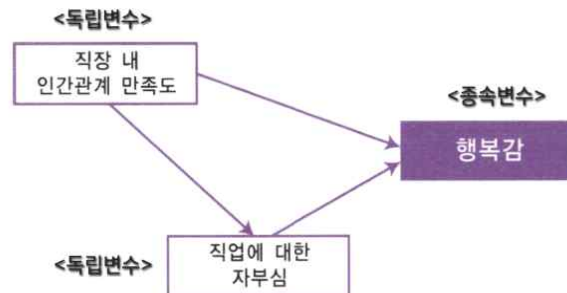 <독립변수>
직장 내
인간관계 만족도
<종속변수>
행복감
<독립변수>
직업에 대한
자부심